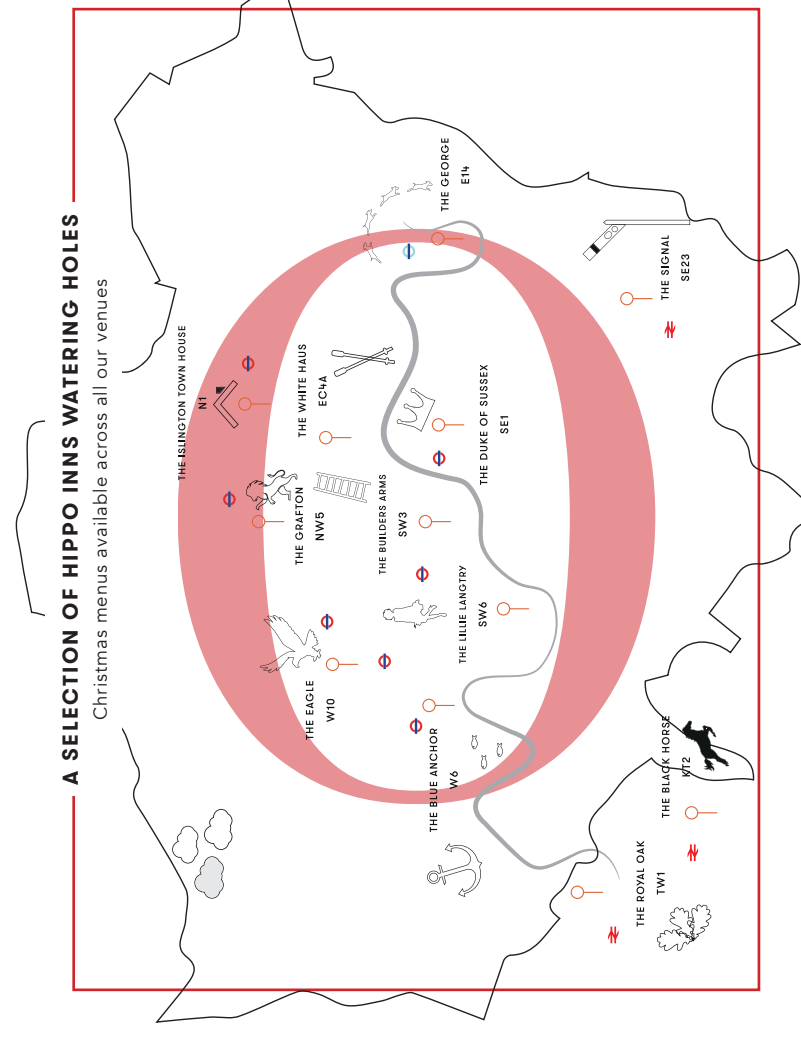 A SELECTION OF HIPPO INNS WATERING HOLES
Christmas menus available across all our venues
THE ISLINGTON TOWN HOUSE
N1
THE WHITE HAUS
EC4A
THE GRAFTON
NW5
THE EAGLE
W10
THE BUILDERS ARMS
SW3
THE GEORGE
E14
THE DUKE OF SUSSEX
SE1
THE LILLIE LANGTRY
SW6
THE BLUE ANCHOR
W6
THE SIGNAL
SE23
THE BLACK HORSE
KT2
THE ROYAL OAK
TW1